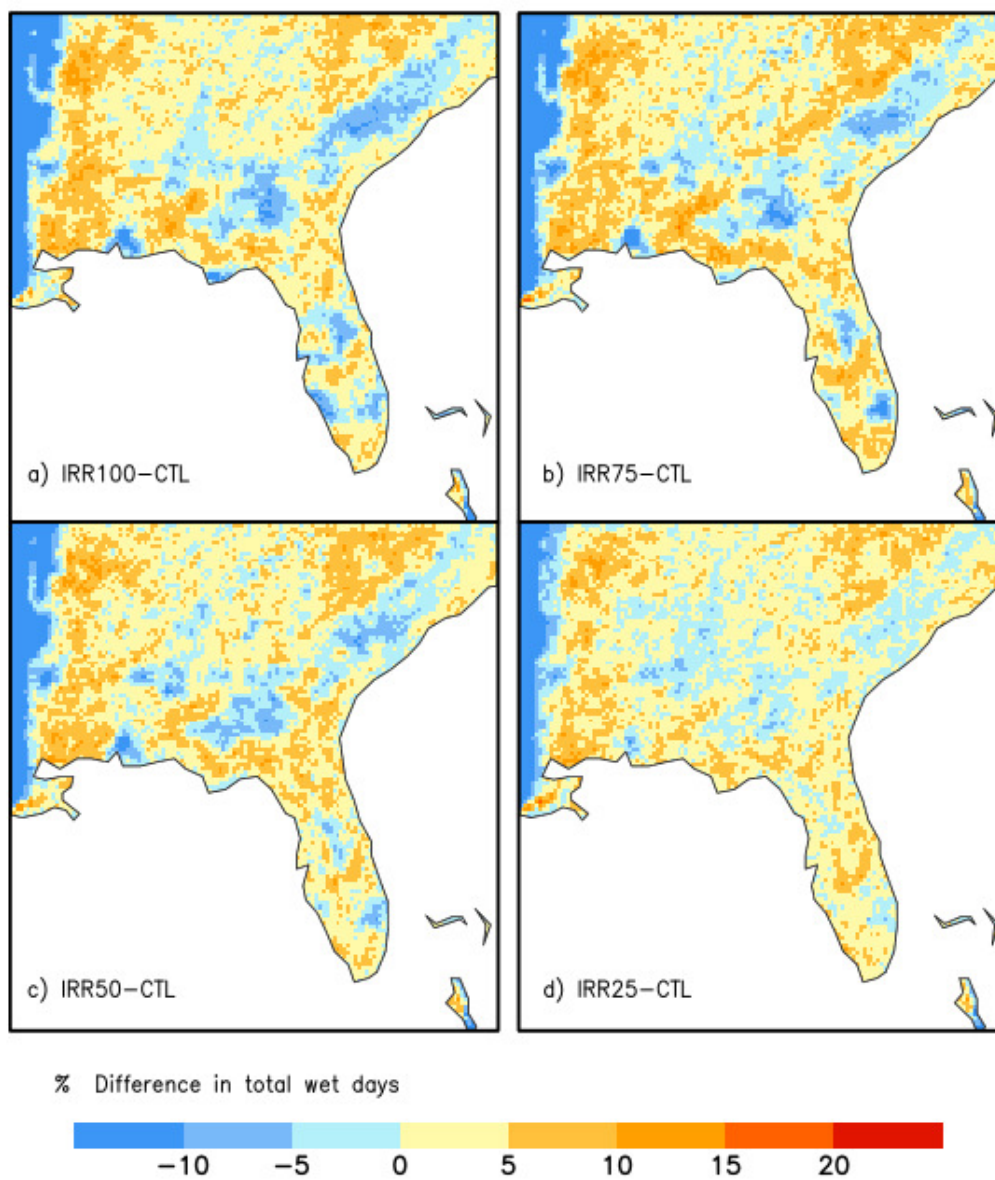 a) IRR100−CTL
b) IRR75−CTL
c) IRR50−CTL
d) IRR25−CTL
% Difference in total wet days
−10 −5 0 5 10 15 20